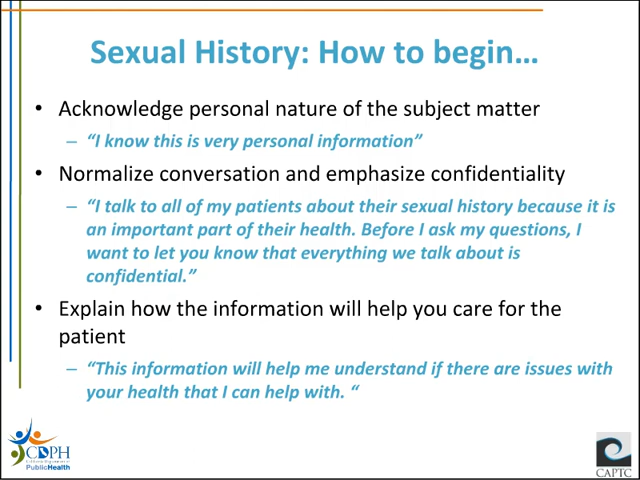 Sexual History: How to begin…
• Acknowledge personal nature of the subject matter
– “I know this is very personal information”
• Normalize conversation and emphasize confidentiality
– “I talk to all of my patients about their sexual history because it is
an important part of their health. Before I ask my questions, I
want to let you know that everything we talk about is
confidential.”
• Explain how the information will help you care for the
patient
– “This information will help me understand if there are issues with
your health that I can help with. “
CDPH
PublicHealth
CAPTC